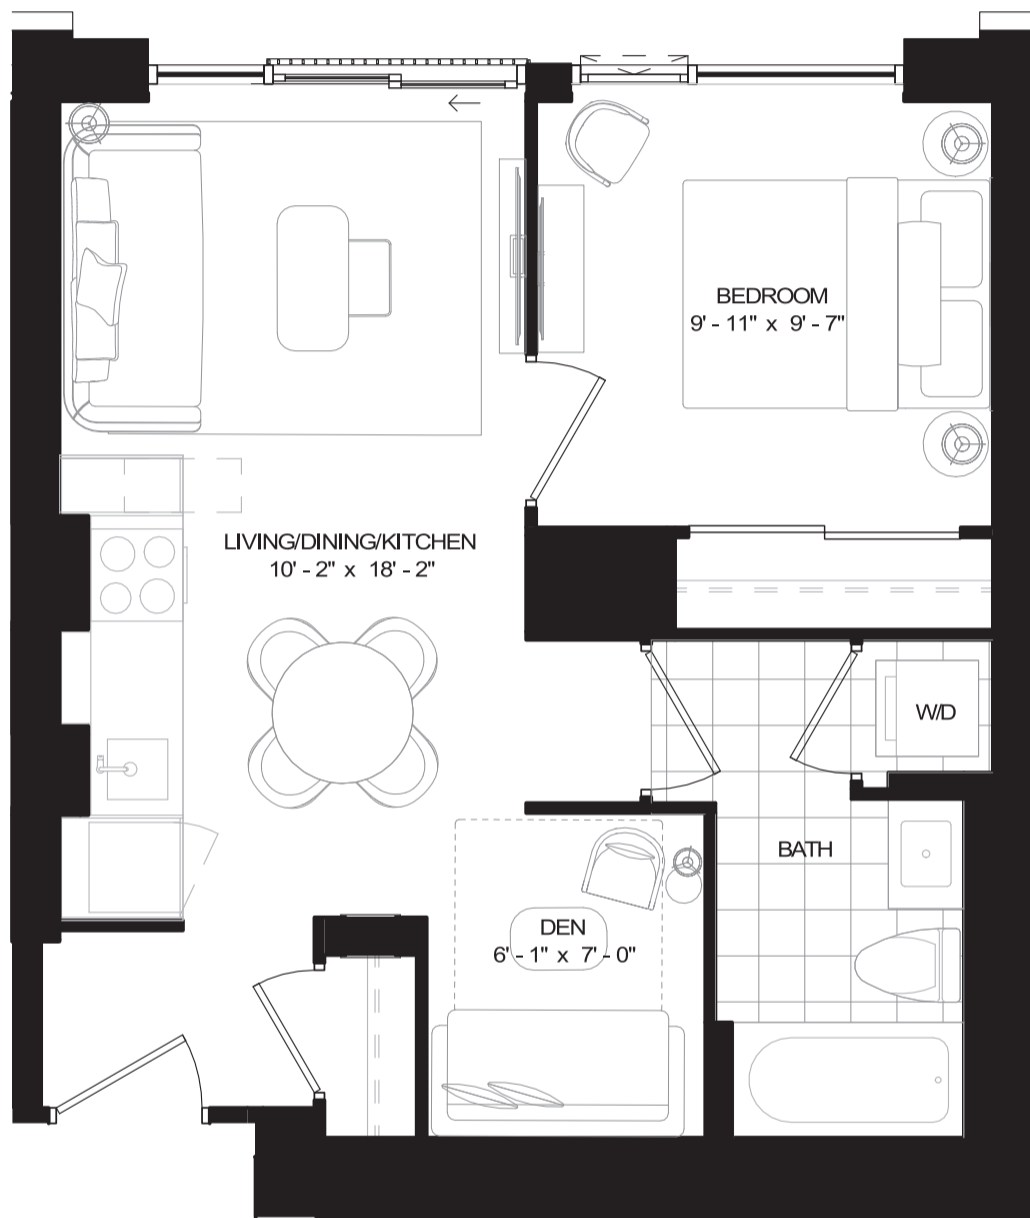 BEDROOM
9' - 11" x 9' - 7"
LIVING/DINING/KITCHEN
10' - 2" x 18' - 2"
W/D
BATH
DEN
6' - 1" x 7' - 0"